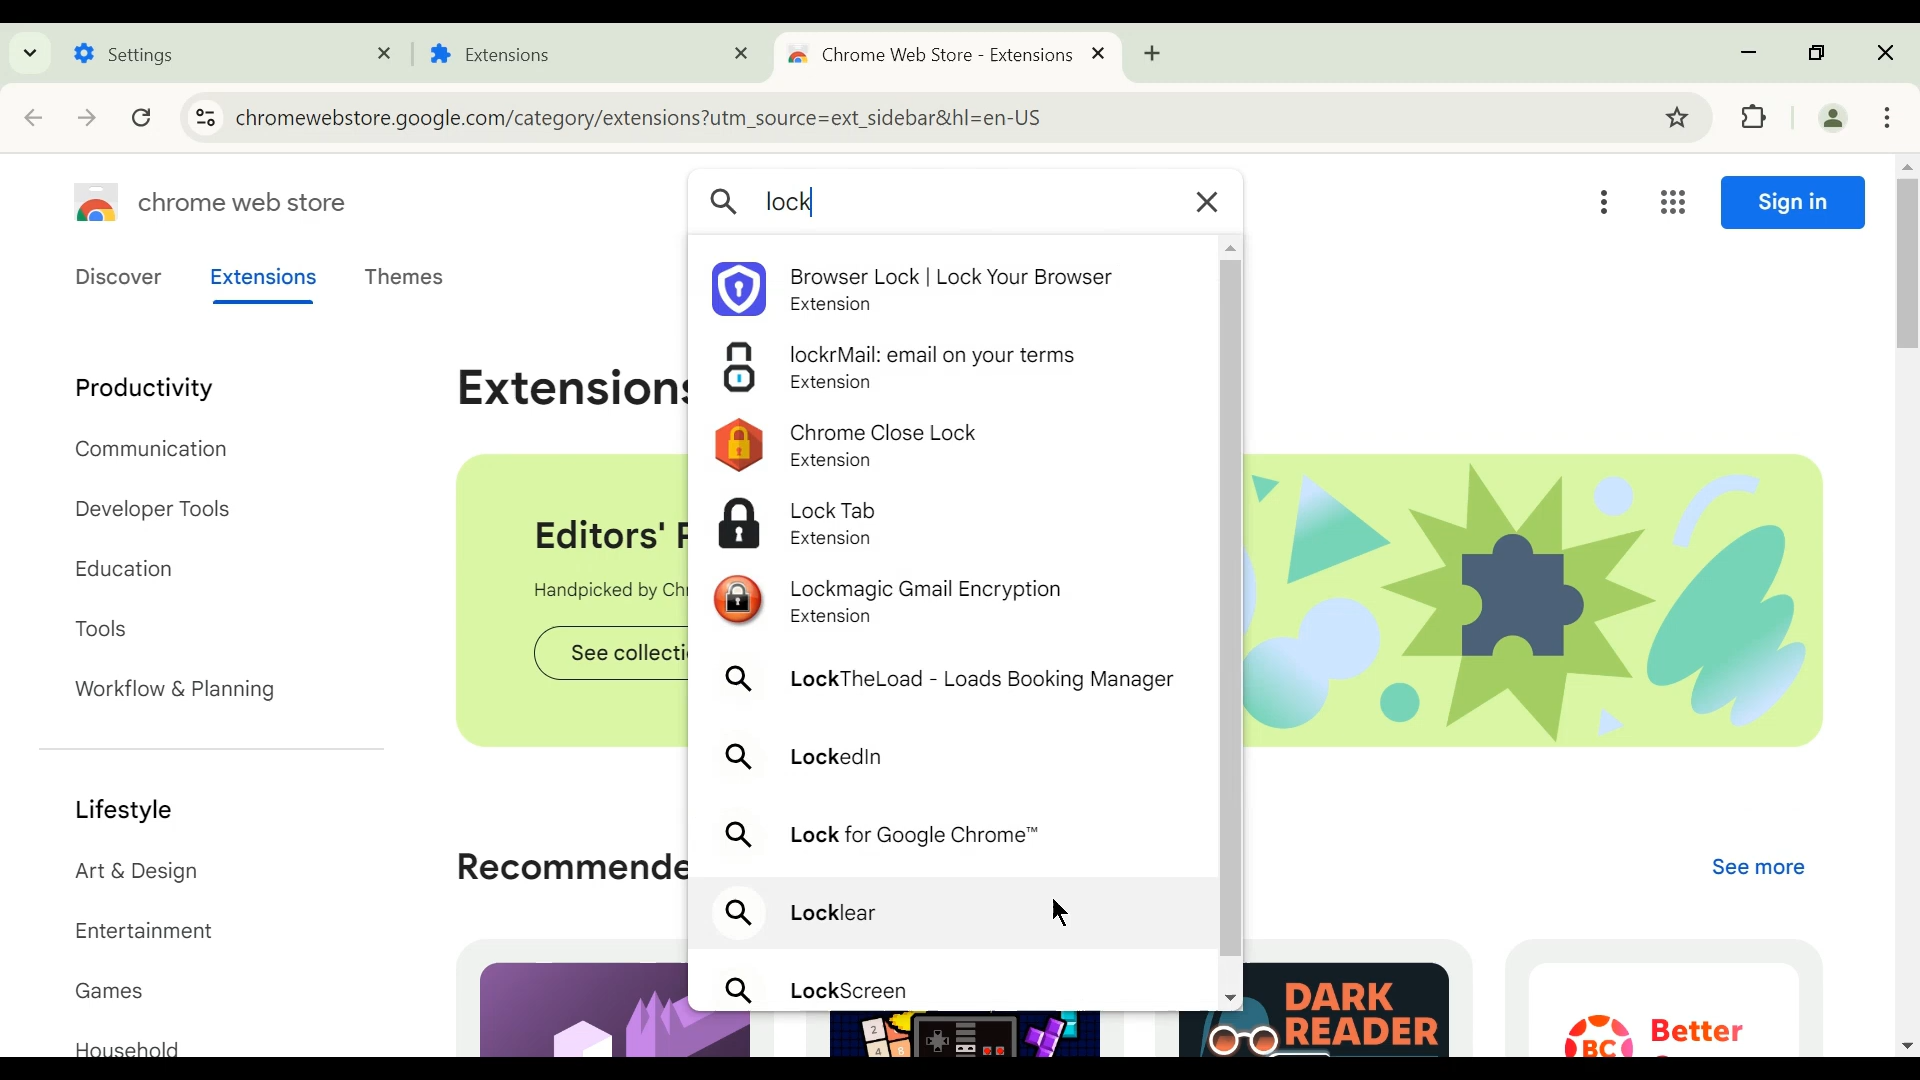 Settings
Extensions
Chrome Web Store - Extensions
chromewebstore.google.com/category/extensions?utm_source=ext_sidebar&hl=en-US
chrome web store
lock
Sign in
Discover
Extensions
Themes
Browser Lock | Lock Your Browser
Extension
lockrMail: email on your terms
Extension
Chrome Close Lock
Extension
Lock Tab
Extension
Lockmagic Gmail Encryption
Extension
LockTheLoad - Loads Booking Manager
LockedIn
Lock for Google Chrome™
Locklear
LockScreen
Productivity
Communication
Developer Tools
Education
Tools
Workflow & Planning
Lifestyle
Art & Design
Entertainment
Games
Household
Extensions
Editors'
Handpicked by
See
See more
DARK
READER
BC
Better